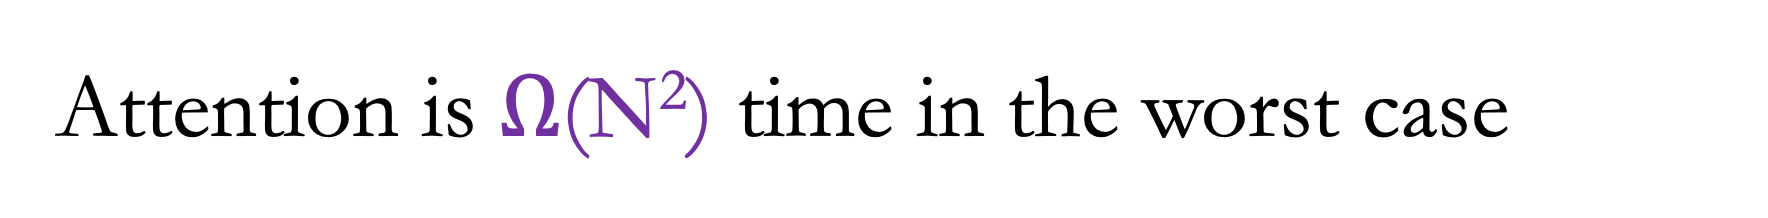 Attention is Ω(N²) time in the worst case